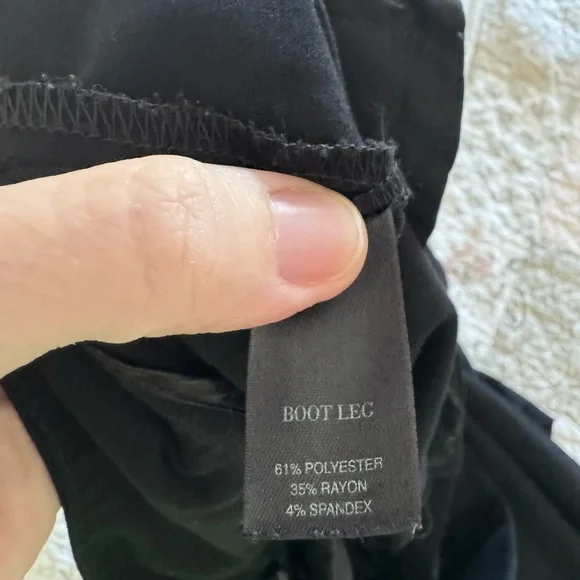 BOOT LEG
61% POLYESTER
35% RAYON
4% SPANDEX